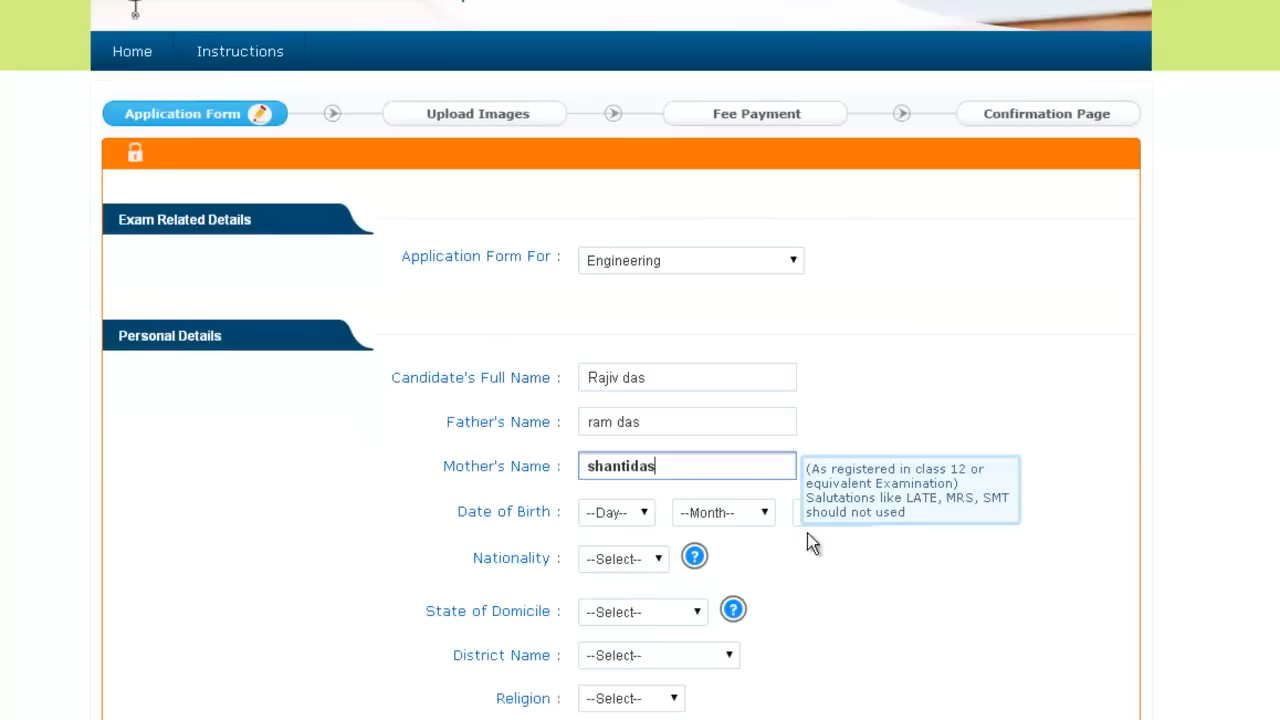 Home Instructions
Application Form Upload Images Fee Payment Confirmation Page
Exam Related Details
Application Form For : Engineering
Personal Details
Candidate's Full Name : Rajiv das
Father's Name : ram das
Mother's Name : shantidas
(As registered in class 12 or
equivalent Examination)
Salutations like LATE, MRS, SMT
should not used
Date of Birth : --Day-- --Month--
Nationality : --Select-- ?
State of Domicile : --Select-- ?
District Name : --Select--
Religion : --Select--